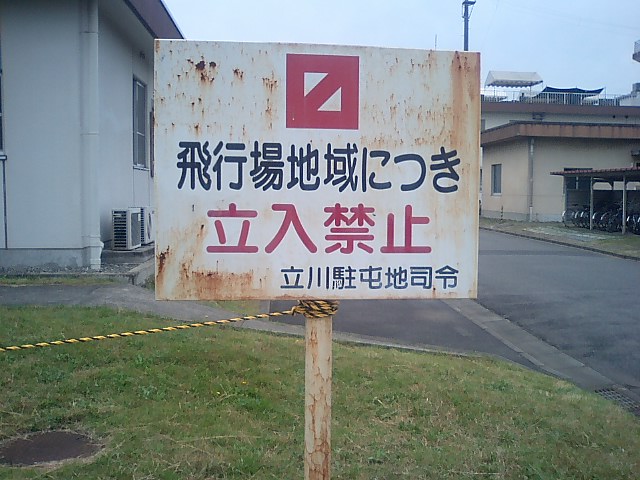 飛行場地域につき
立入禁止
立川駐屯地司令